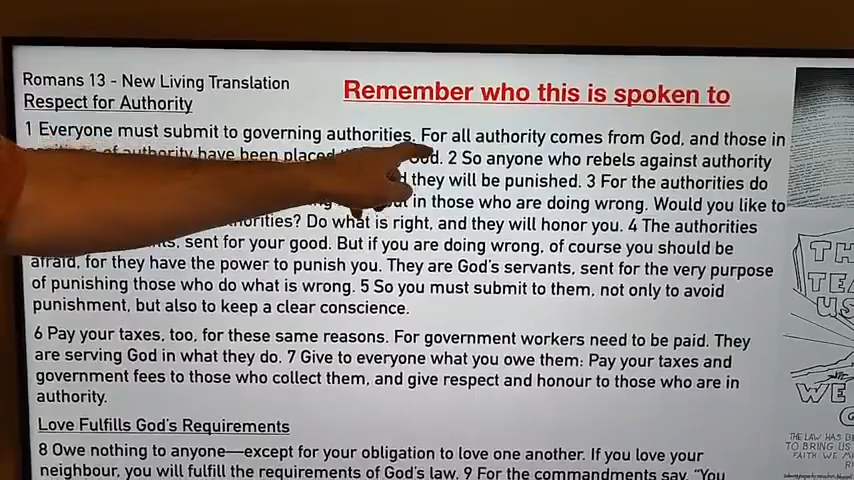 Romans 13 - New Living Translation
Remember who this is spoken to
Respect for Authority
1 Everyone must submit to governing authorities. For all authority comes from God, and those in
of authority have been placed God. 2 So anyone who rebels against authority
they will be punished. 3 For the authorities do
in those who are doing wrong. Would you like to
Do what is right, and they will honor you. 4 The authorities
sent for your good. But if you are doing wrong, of course you should be
afraid, for they have the power to punish you. They are God's servants, sent for the very purpose
of punishing those who do what is wrong. 5 So you must submit to them, not only to avoid
punishment, but also to keep a clear conscience.
6 Pay your taxes, too, for these same reasons. For government workers need to be paid. They
are serving God in what they do. 7 Give to everyone what you owe them: Pay your taxes and
government fees to those who collect them, and give respect and honour to those who are in
authority.
Love Fulfills God's Requirements
8 Owe nothing to anyone—except for your obligation to love one another. If you love your
neighbour, you will fulfill the requirements of God's law. 9 For the commandments say, "You
US
WE
THE LAW HAS
TO BRING US
FAITH WE